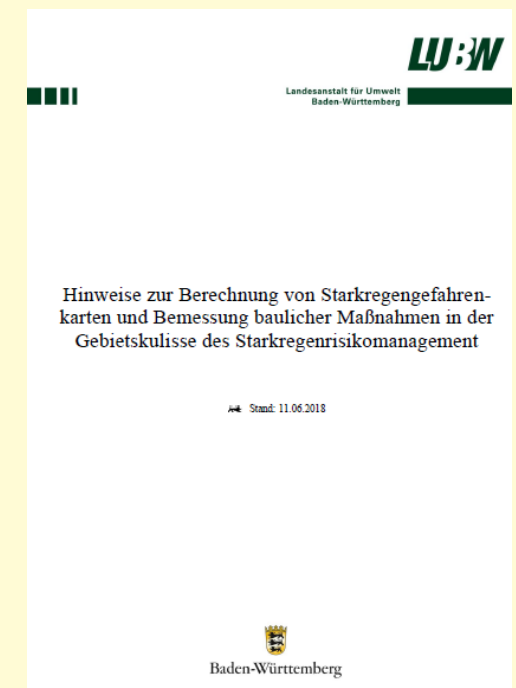 LUBW
Landesanstalt für Umwelt
Baden-Württemberg
Hinweise zur Berechnung von Starkregengefahren-
karten und Bemessung baulicher Maßnahmen in der
Gebietskulisse des Starkregenrisikomanagement
Stand: 11.06.2018
Baden-Württemberg